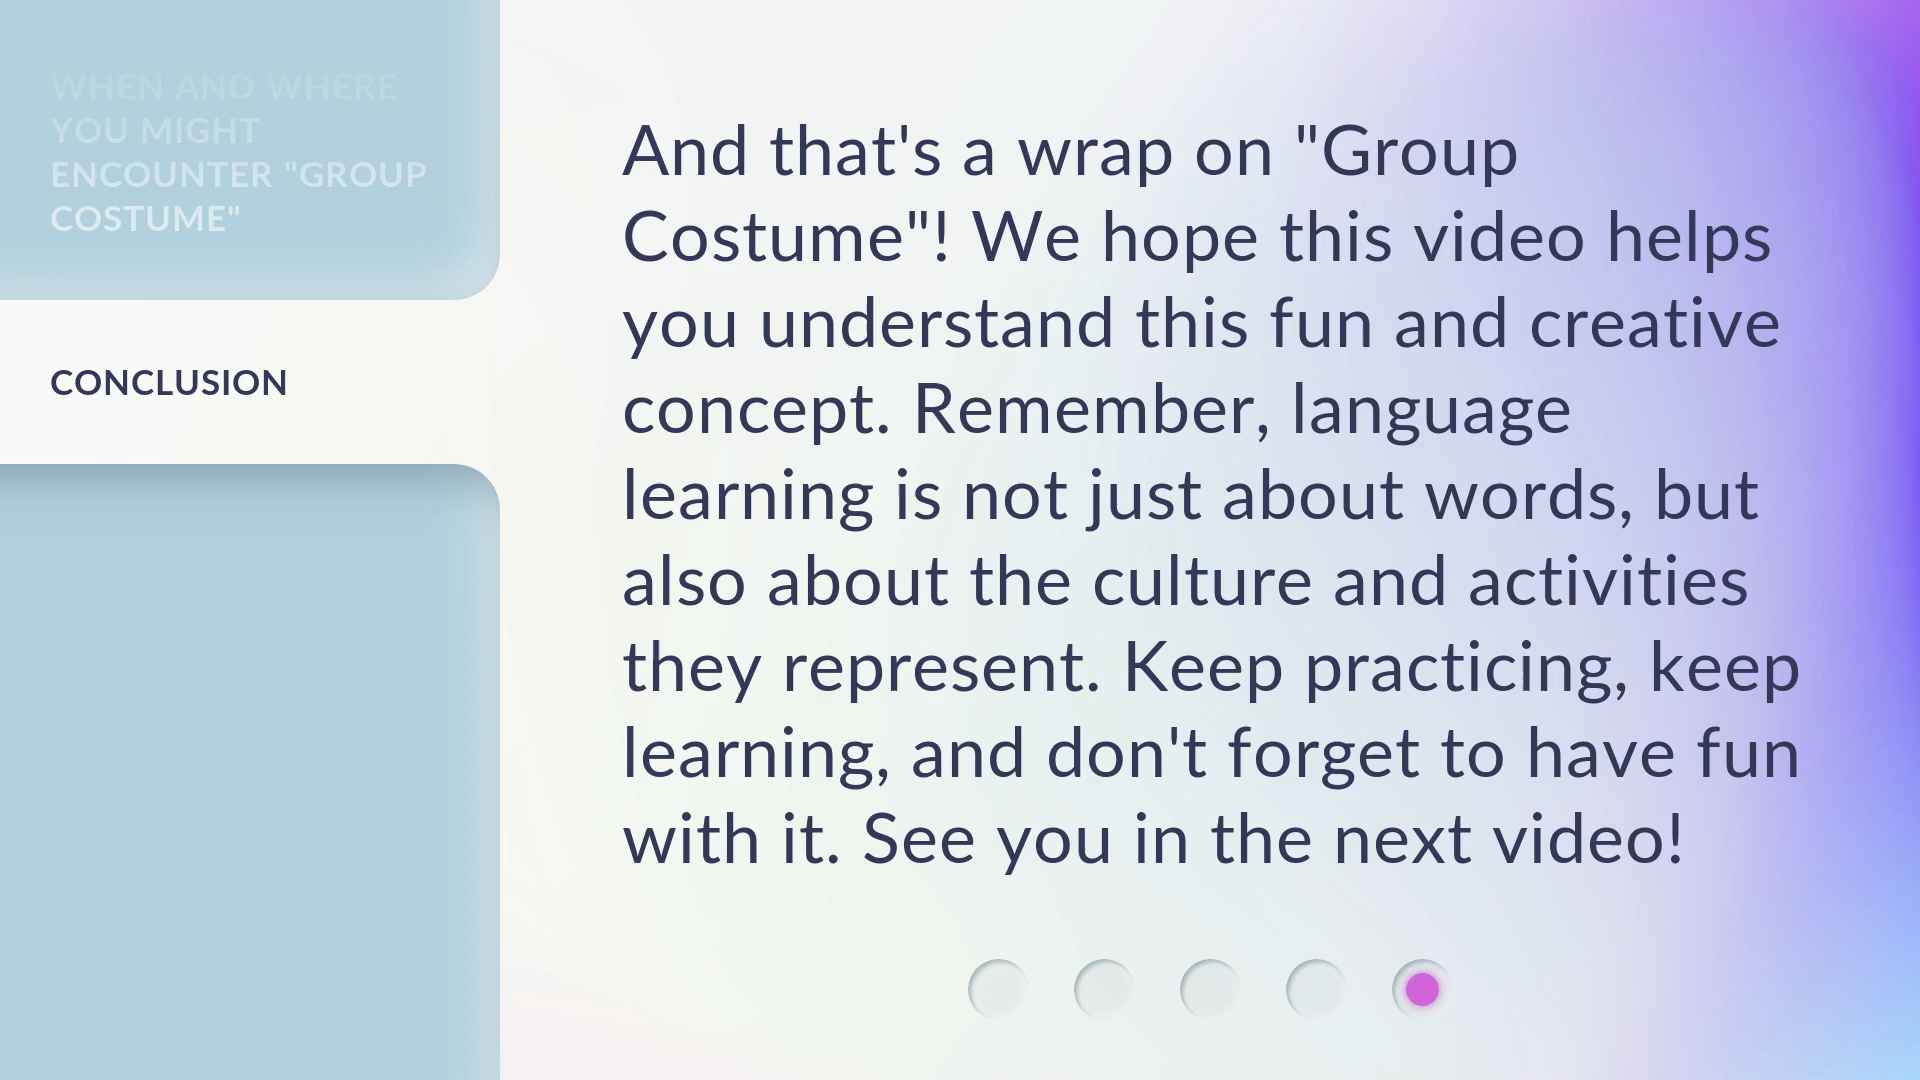 WHEN AND WHERE
YOU MIGHT
ENCOUNTER "GROUP
COSTUME"
CONCLUSION
And that's a wrap on "Group
Costume"! We hope this video helps
you understand this fun and creative
concept. Remember, language
learning is not just about words, but
also about the culture and activities
they represent. Keep practicing, keep
learning, and don't forget to have fun
with it. See you in the next video!